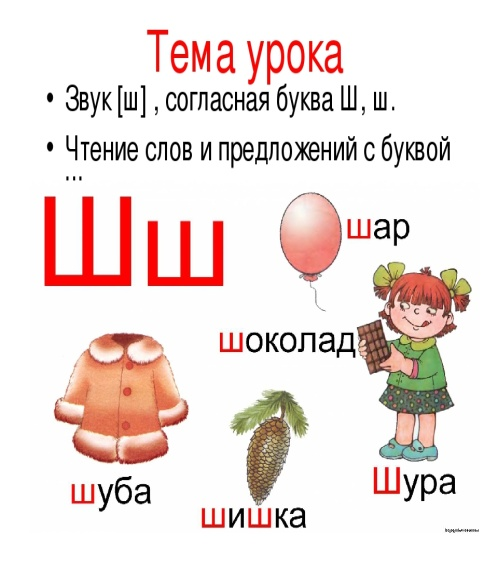 Тема урока
• Звук [ш] , согласная буква Ш, ш.
• Чтение слов и предложений с буквой
Шш
шар
шоколад
шуба
шишка
Шура